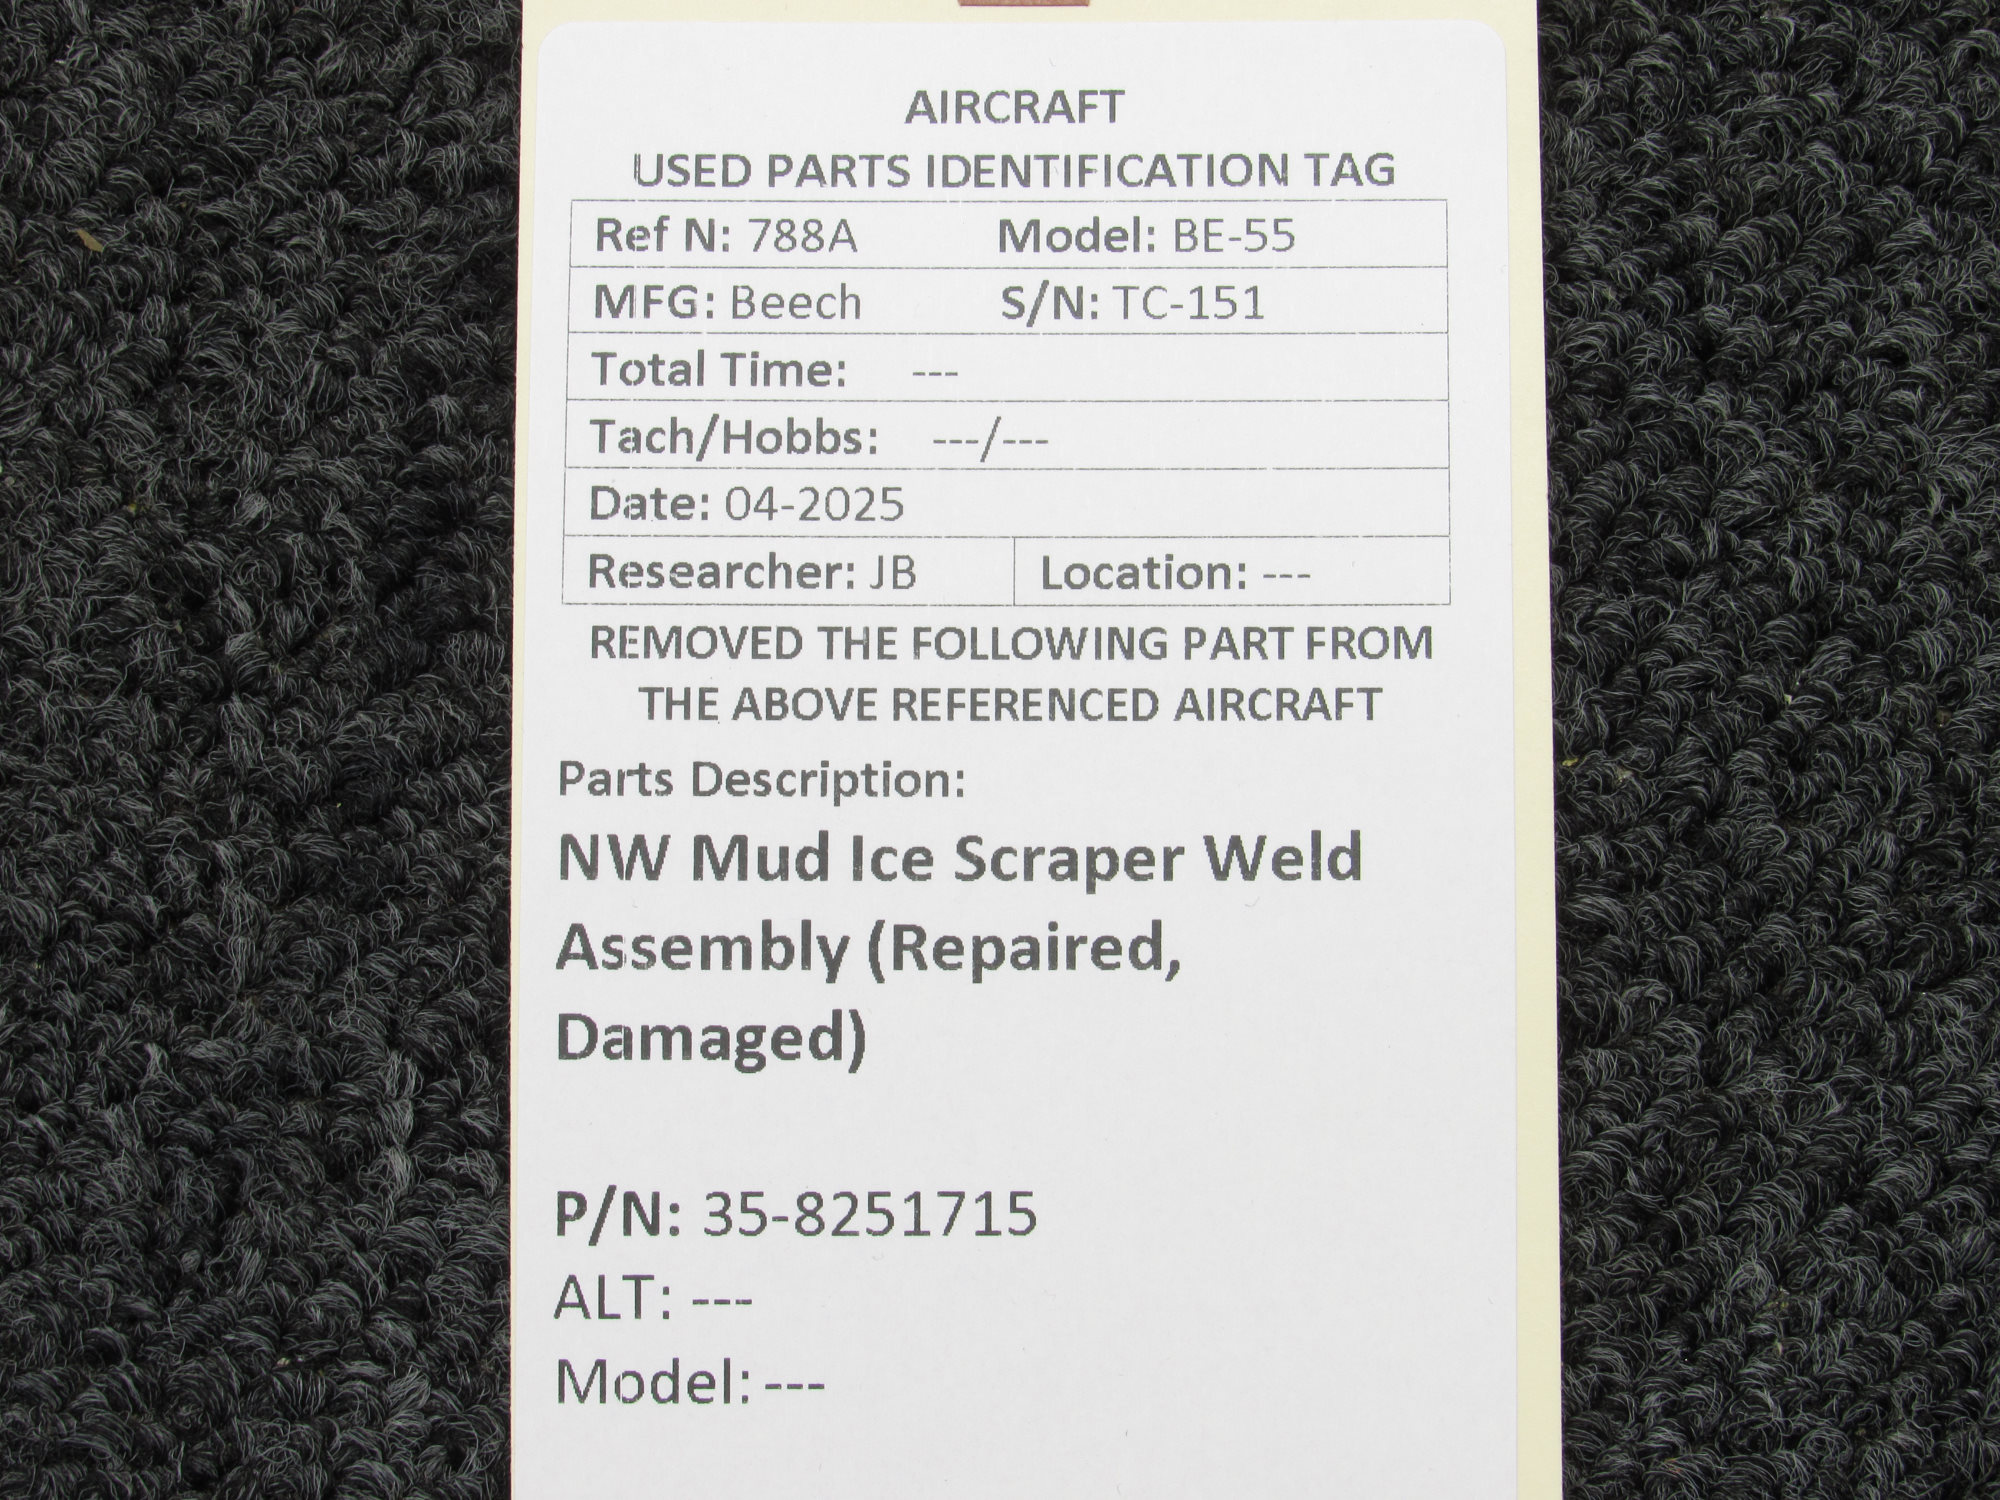 AIRCRAFT
USED PARTS IDENTIFICATION TAG
Ref N: 788A Model: BE-55
MFG: Beech S/N: TC-151
Total Time: ---
Tach/Hobbs: ---/---
Date: 04-2025
Researcher: JB Location: ---
REMOVED THE FOLLOWING PART FROM
THE ABOVE REFERENCED AIRCRAFT
Parts Description:
NW Mud Ice Scraper Weld
Assembly (Repaired,
Damaged)
P/N: 35-8251715
ALT: ---
Model: ---